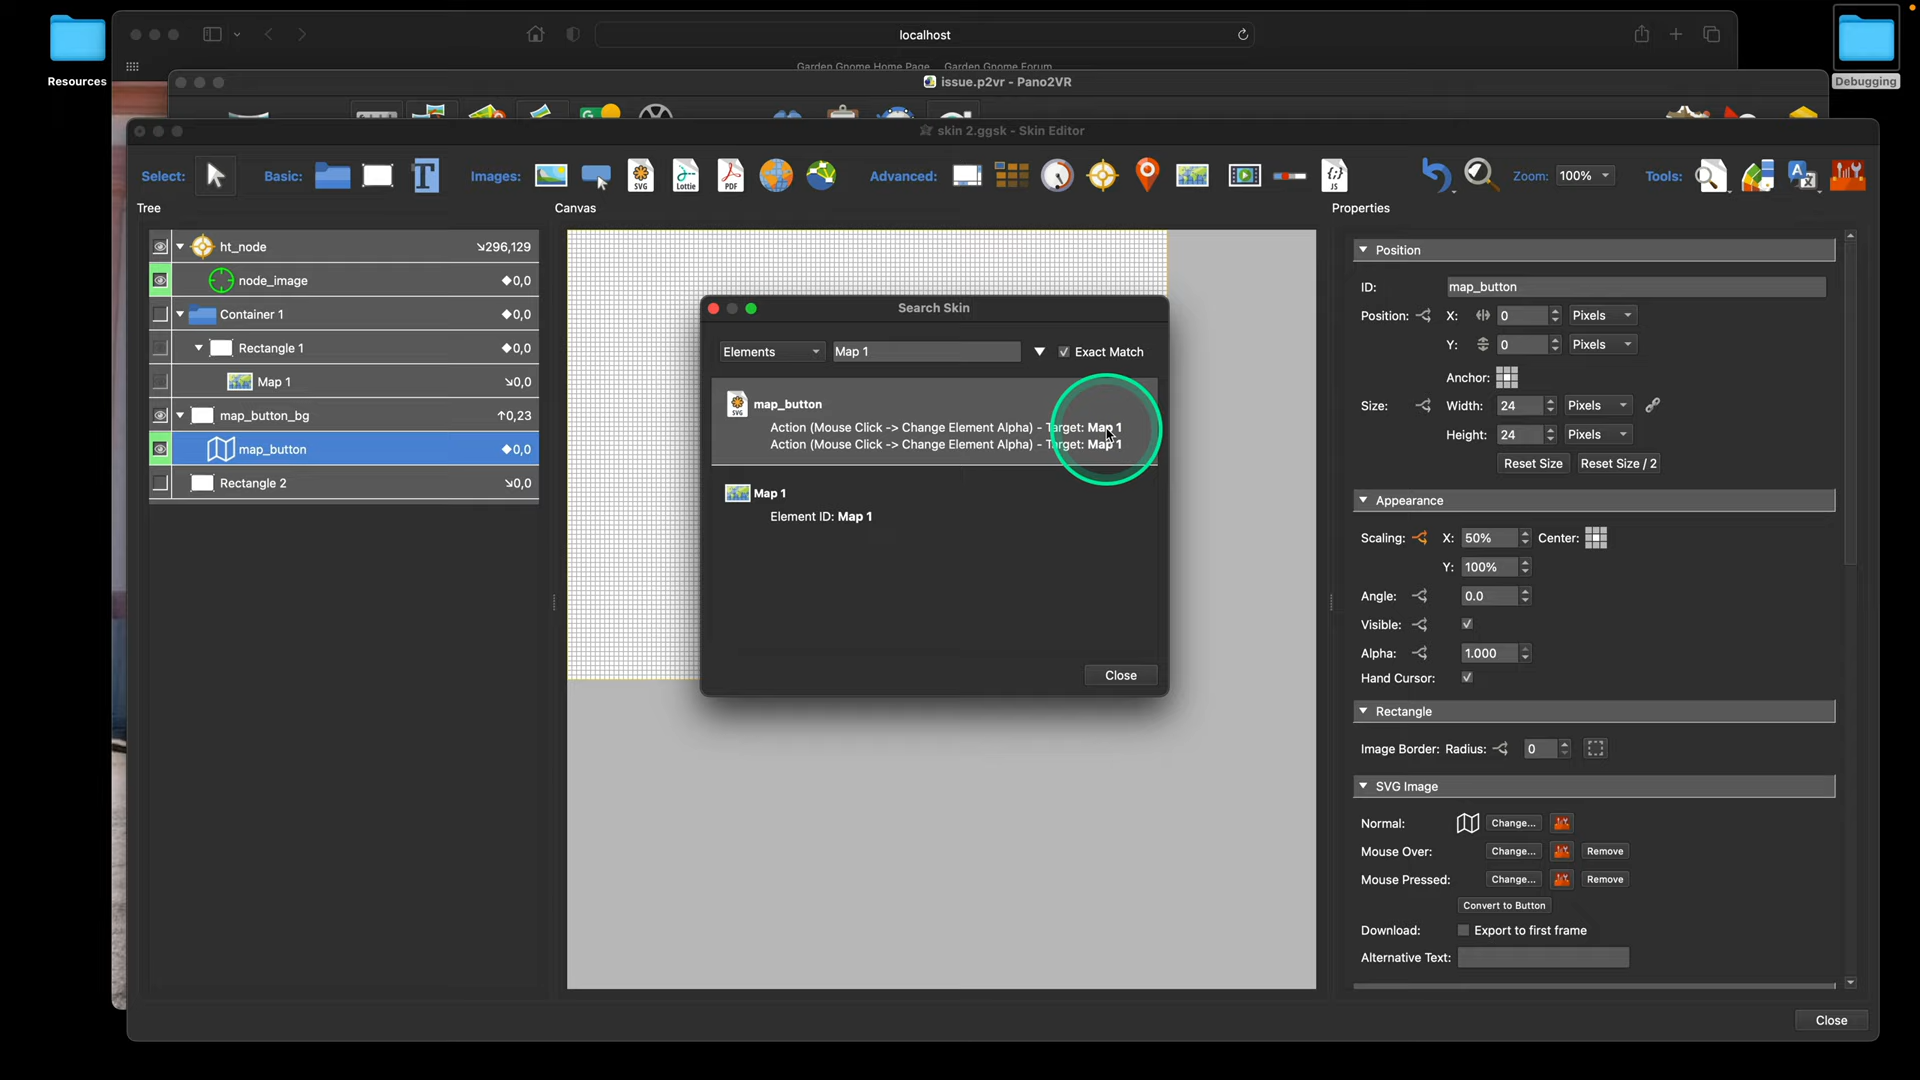 Resources
localhost
Debugging
Garden Gnome Home Page Garden Gnome Forum
issue.p2vr - Pano2VR
skin 2.ggsk - Skin Editor
Select: Basic: T Images: SVG Lottie PDF Advanced: JS Zoom: 100% Tools:
Tree Canvas Properties
ht_node 296,129
node_image 0,0
Container 1 0,0
Rectangle 1 0,0
Map 1 0,0
map_button_bg 0,23
map_button 0,0
Rectangle 2 0,0
Search Skin
Elements Map 1 Exact Match
map_button
Action (Mouse Click -> Change Element Alpha) - Target: Map 1
Action (Mouse Click -> Change Element Alpha) - Target: Map 1
Map 1
Element ID: Map 1
Close
Position
ID: map_button
Position: X: 0 Pixels
Y: 0 Pixels
Anchor:
Size: Width: 24 Pixels
Height: 24 Pixels
Reset Size Reset Size / 2
Appearance
Scaling: X: 50% Center:
Y: 100%
Angle: 0.0
Visible:
Alpha: 1.000
Hand Cursor:
Rectangle
Image Border: Radius: 0
SVG Image
Normal: Change...
Mouse Over: Change... Remove
Mouse Pressed: Change... Remove
Convert to Button
Download: Export to first frame
Alternative Text:
Close